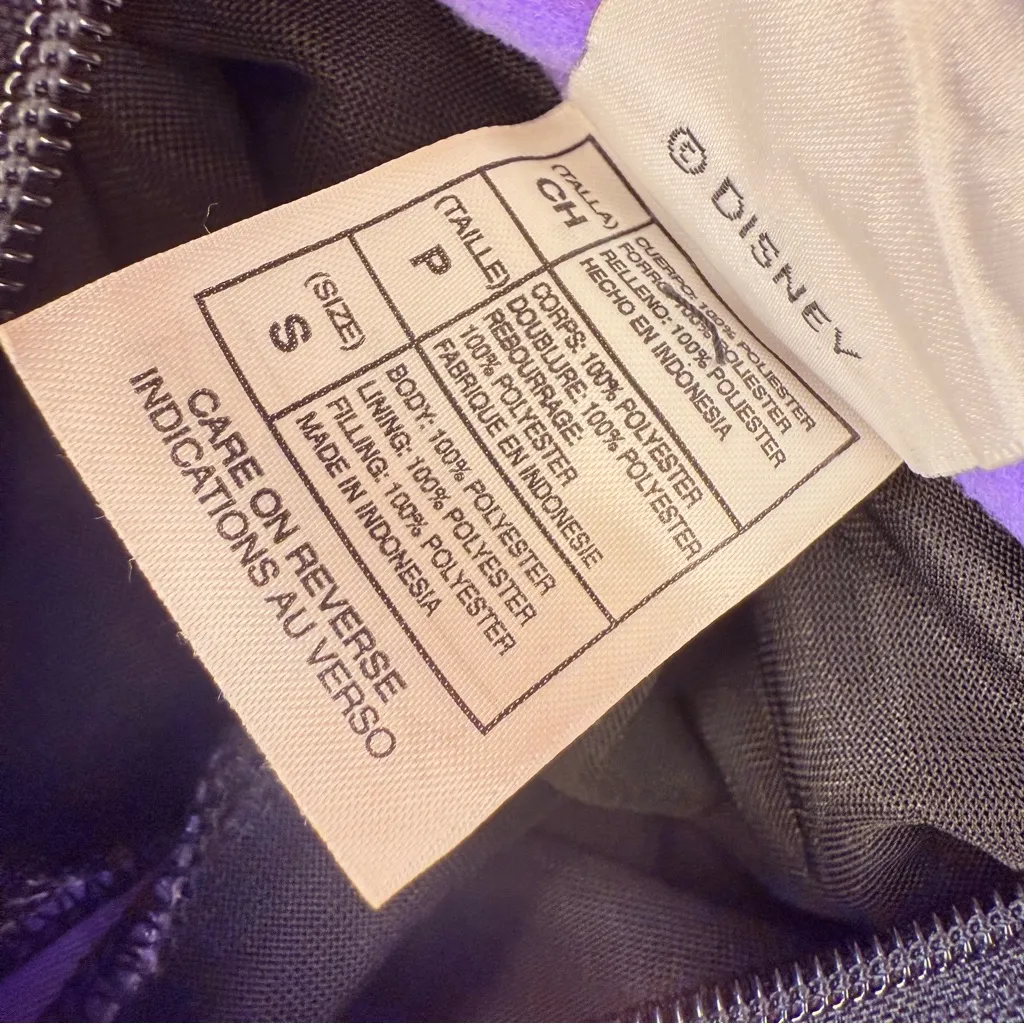 © DISNEY
(TALLA)
CH
CUERPO: 100% POLIESTER
FORRO: 100% POLIESTER
RELLENO: 100% POLIESTER
HECHO EN INDONESIA
(TAILLE)
P
CORPS: 100% POLYESTER
DOUBLURE: 100% POLYESTER
REBOURRAGE:
100% POLYESTER
FABRIQUE EN INDONESIE
(SIZE)
S
BODY: 100% POLYESTER
LINING: 100% POLYESTER
FILLING: 100% POLYESTER
MADE IN INDONESIA
CARE ON REVERSE
INDICATIONS AU VERSO